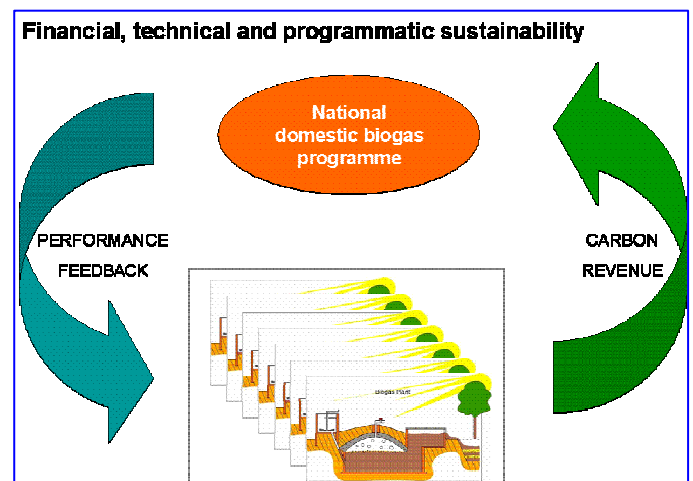 Financial, technical and programmatic sustainability
National
domestic biogas
programme
PERFORMANCE
FEEDBACK
CARBON
REVENUE
Biogas Plant